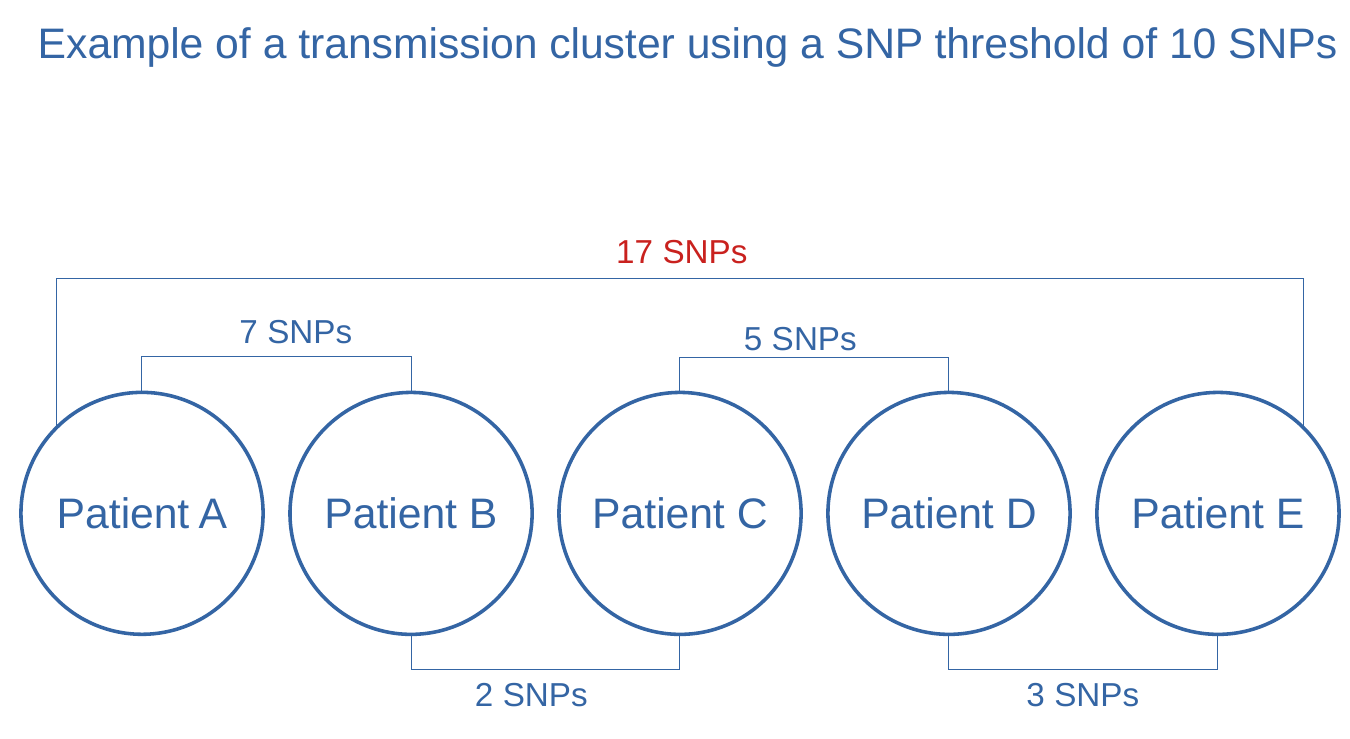 Example of a transmission cluster using a SNP threshold of 10 SNPs
17 SNPs
7 SNPs
5 SNPs
Patient A
Patient B
Patient C
Patient D
Patient E
2 SNPs
3 SNPs